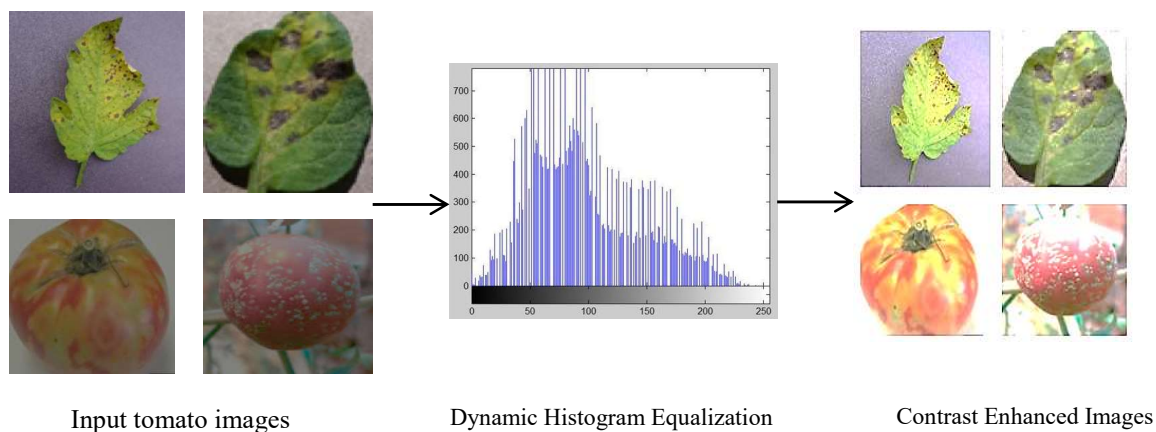 700
600
500
400
300
200
100
0
0 50 100 150 200 250
Input tomato images
Dynamic Histogram Equalization
Contrast Enhanced Images